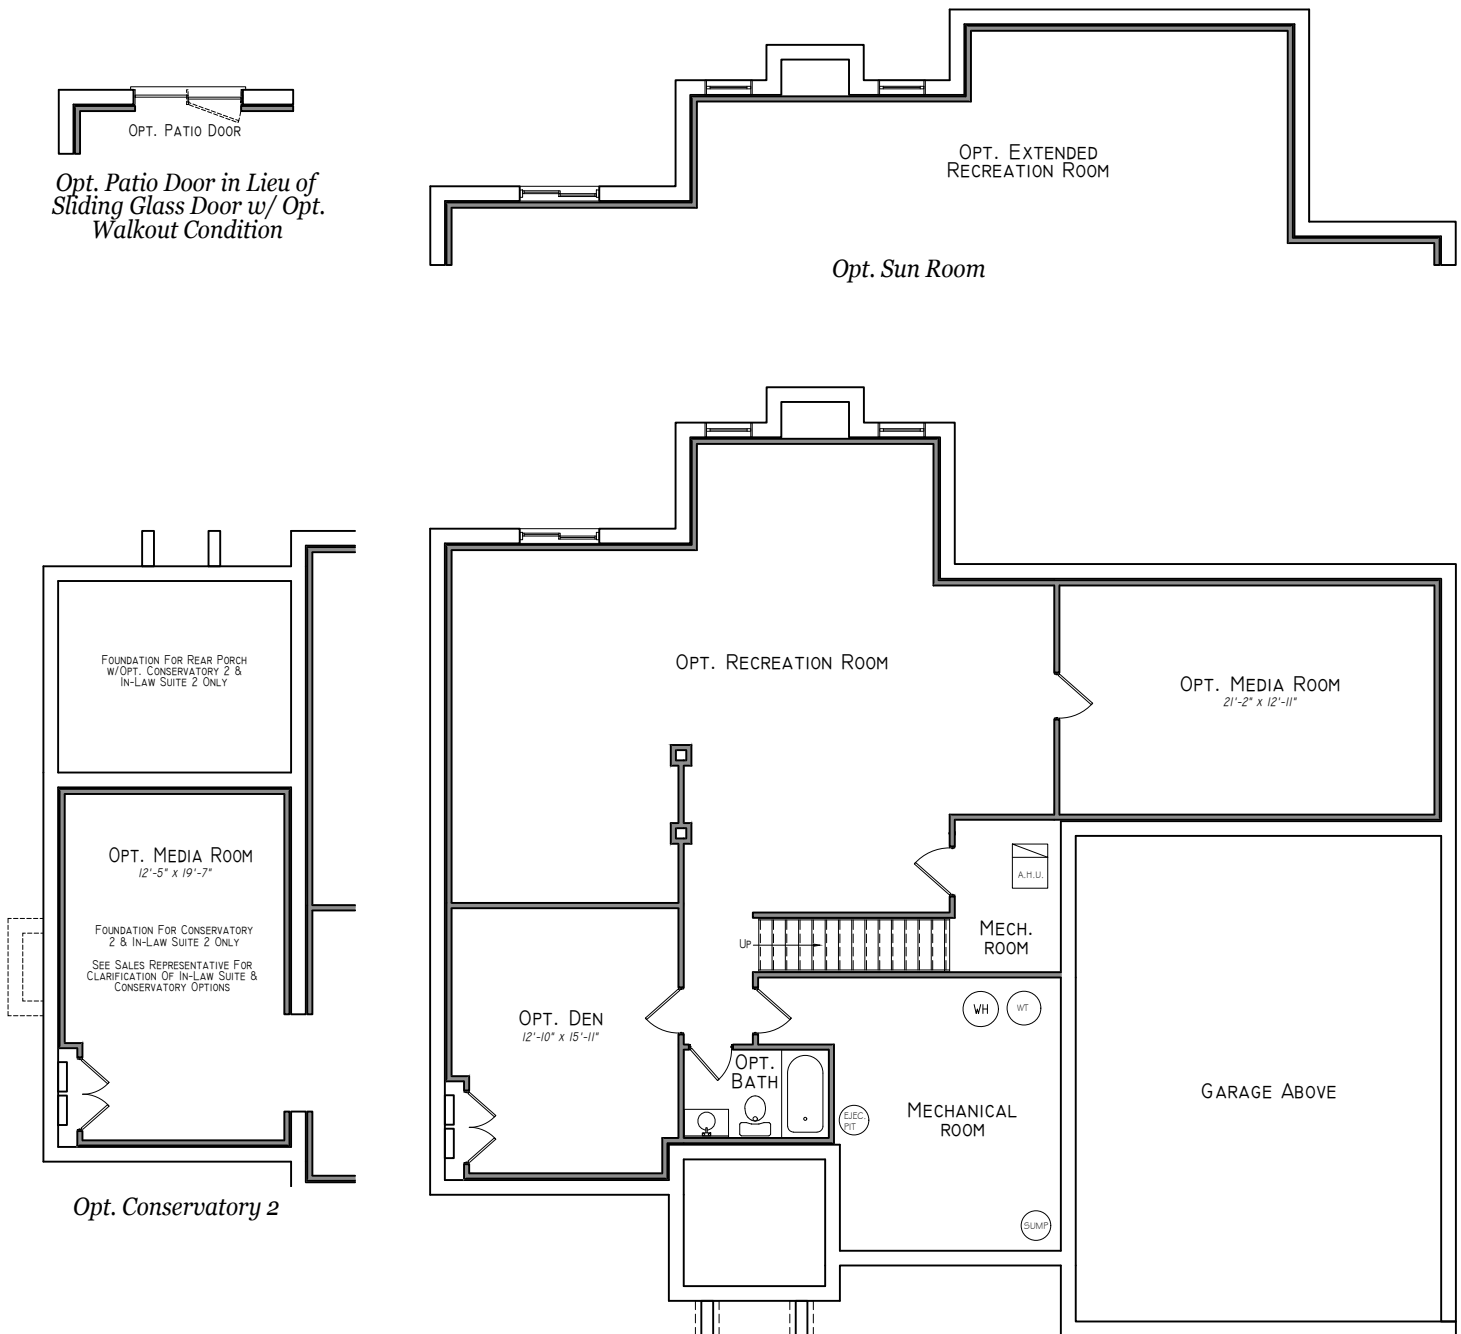 OPT. PATIO DOOR
Opt. Patio Door in Lieu of
Sliding Glass Door w/ Opt.
Walkout Condition
OPT. EXTENDED
RECREATION ROOM
Opt. Sun Room
FOUNDATION FOR REAR PORCH
W/OPT. CONSERVATORY 2 &
IN-LAW SUITE 2 ONLY
OPT. MEDIA ROOM
12'-5" x 19'-7"
FOUNDATION FOR CONSERVATORY
2 & IN-LAW SUITE 2 ONLY
SEE SALES REPRESENTATIVE FOR
CLARIFICATION OF IN-LAW SUITE &
CONSERVATORY OPTIONS
Opt. Conservatory 2
OPT. RECREATION ROOM
OPT. MEDIA ROOM
21'-2" x 12'-11"
A.H.U.
MECH.
ROOM
UP
OPT. DEN
12'-10" x 15'-11"
WH
WT
OPT.
BATH
EJEC.
PIT
MECHANICAL
ROOM
SUMP
GARAGE ABOVE